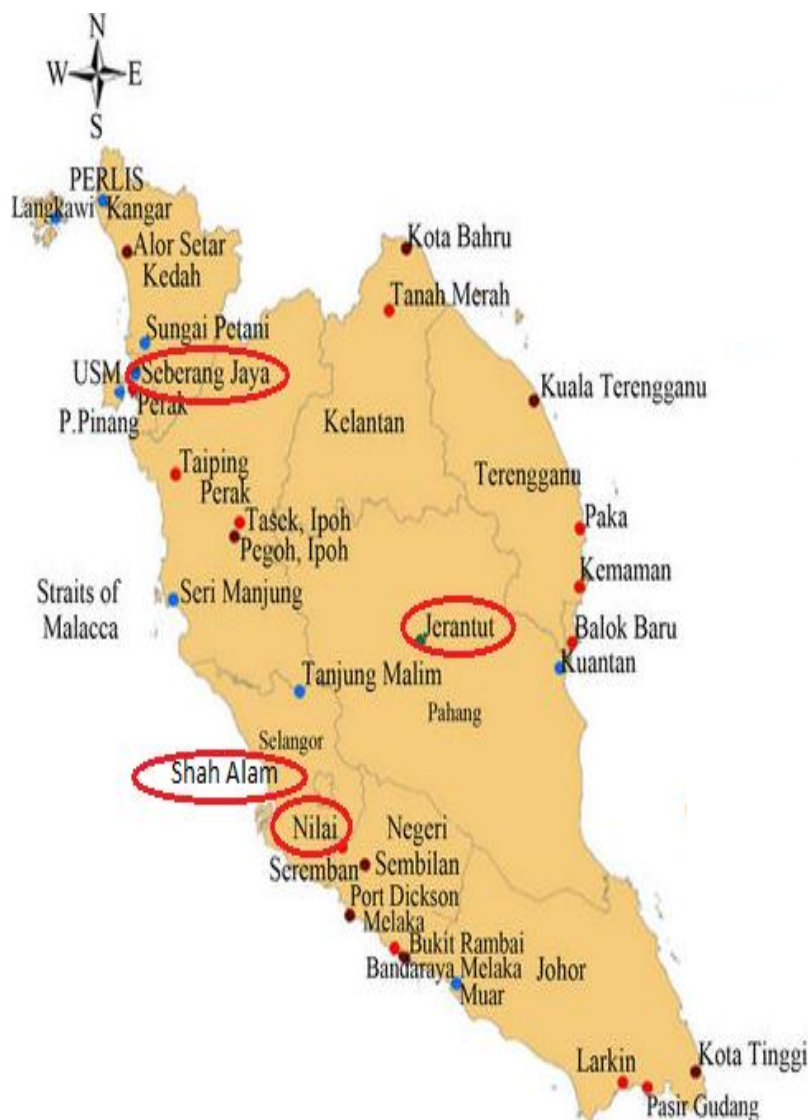 N
W E
S
PERLIS
Langkawi Kangar
Alor Setar
Kedah
Kota Bahru
Tanah Merah
Sungai Petani
USM Seberang Jaya
Perak
P.Pinang
Kuala Terengganu
Kelantan
Taiping
Perak
Terengganu
Tasek, Ipoh
Pegoh, Ipoh
Paka
Kemaman
Straits of
Malacca
Seri Manjung
Jerantut
Balok Baru
Kuantan
Tanjung Malim
Pahang
Selangor
Shah Alam
Nilai
Negeri
Seremban Sembilan
Port Dickson
Melaka
Bukit Rambai
Bandaraya Melaka
Johor
Muar
Larkin
Kota Tinggi
Pasir Gudang